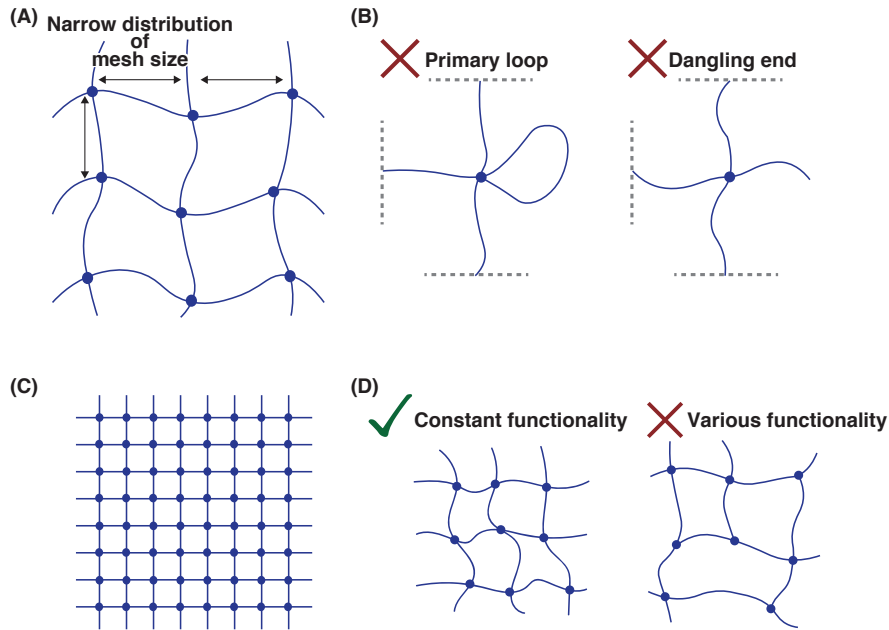 (A)
Narrow distribution
of
mesh size
(B)
Primary loop
Dangling end
(C)
(D)
Constant functionality
Various functionality